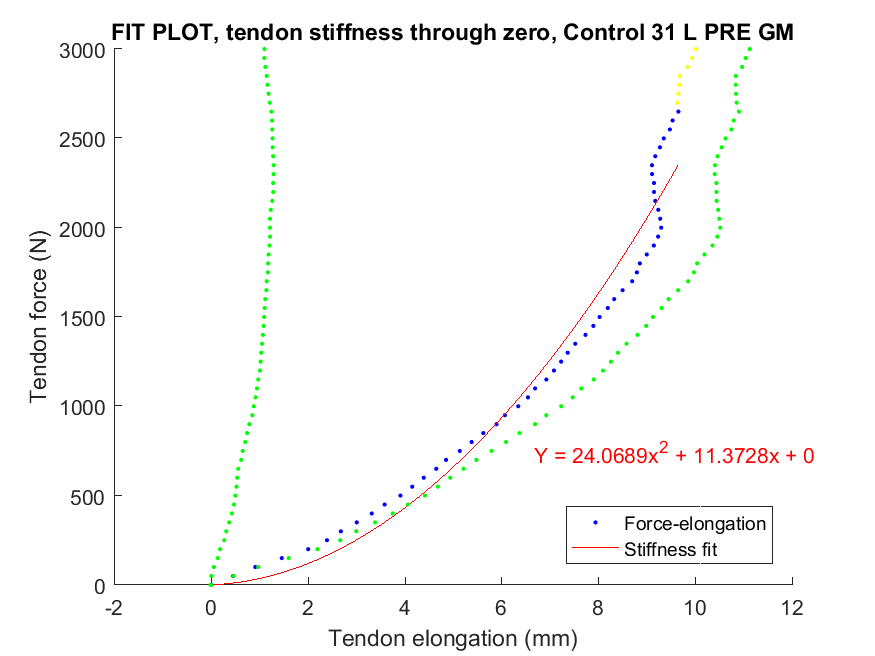 FIT PLOT, tendon stiffness through zero, Control 31 L PRE GM
3000
2500
2000
1500
1000
500
0
Tendon force (N)
Y = 24.0689x² + 11.3728x + 0
Force-elongation
Stiffness fit
-2 0 2 4 6 8 10 12
Tendon elongation (mm)